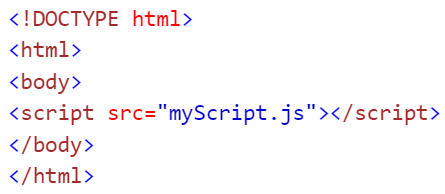 <!DOCTYPE html>
<html>
<body>
<script src="myScript.js"></script>
</body>
</html>